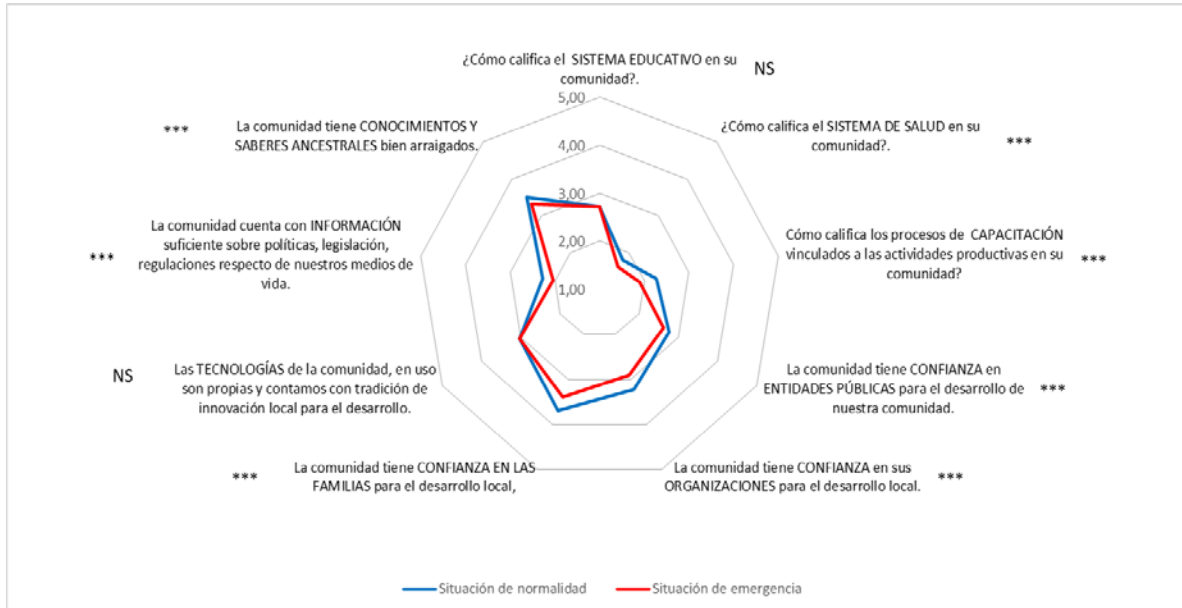 ¿Cómo califica el SISTEMA EDUCATIVO en su
comunidad?.
NS
5,00
4,00
3,00
2,00
1,00
¿Cómo califica el SISTEMA DE SALUD en su
comunidad?.
***
Cómo califica los procesos de CAPACITACIÓN
vinculados a las actividades productivas en su
comunidad?
***
La comunidad tiene CONFIANZA en
ENTIDADES PÚBLICAS para el desarrollo de
nuestra comunidad.
***
La comunidad tiene CONFIANZA en sus
ORGANIZACIONES para el desarrollo local.
***
La comunidad tiene CONFIANZA EN LAS
FAMILIAS para el desarrollo local,
***
Las TECNOLOGÍAS de la comunidad, en uso
son propias y contamos con tradición de
innovación local para el desarrollo.
NS
La comunidad cuenta con INFORMACIÓN
suficiente sobre políticas, legislación,
regulaciones respecto de nuestros medios de
vida.
***
La comunidad tiene CONOCIMIENTOS Y
SABERES ANCESTRALES bien arraigados.
***
Situación de normalidad
Situación de emergencia